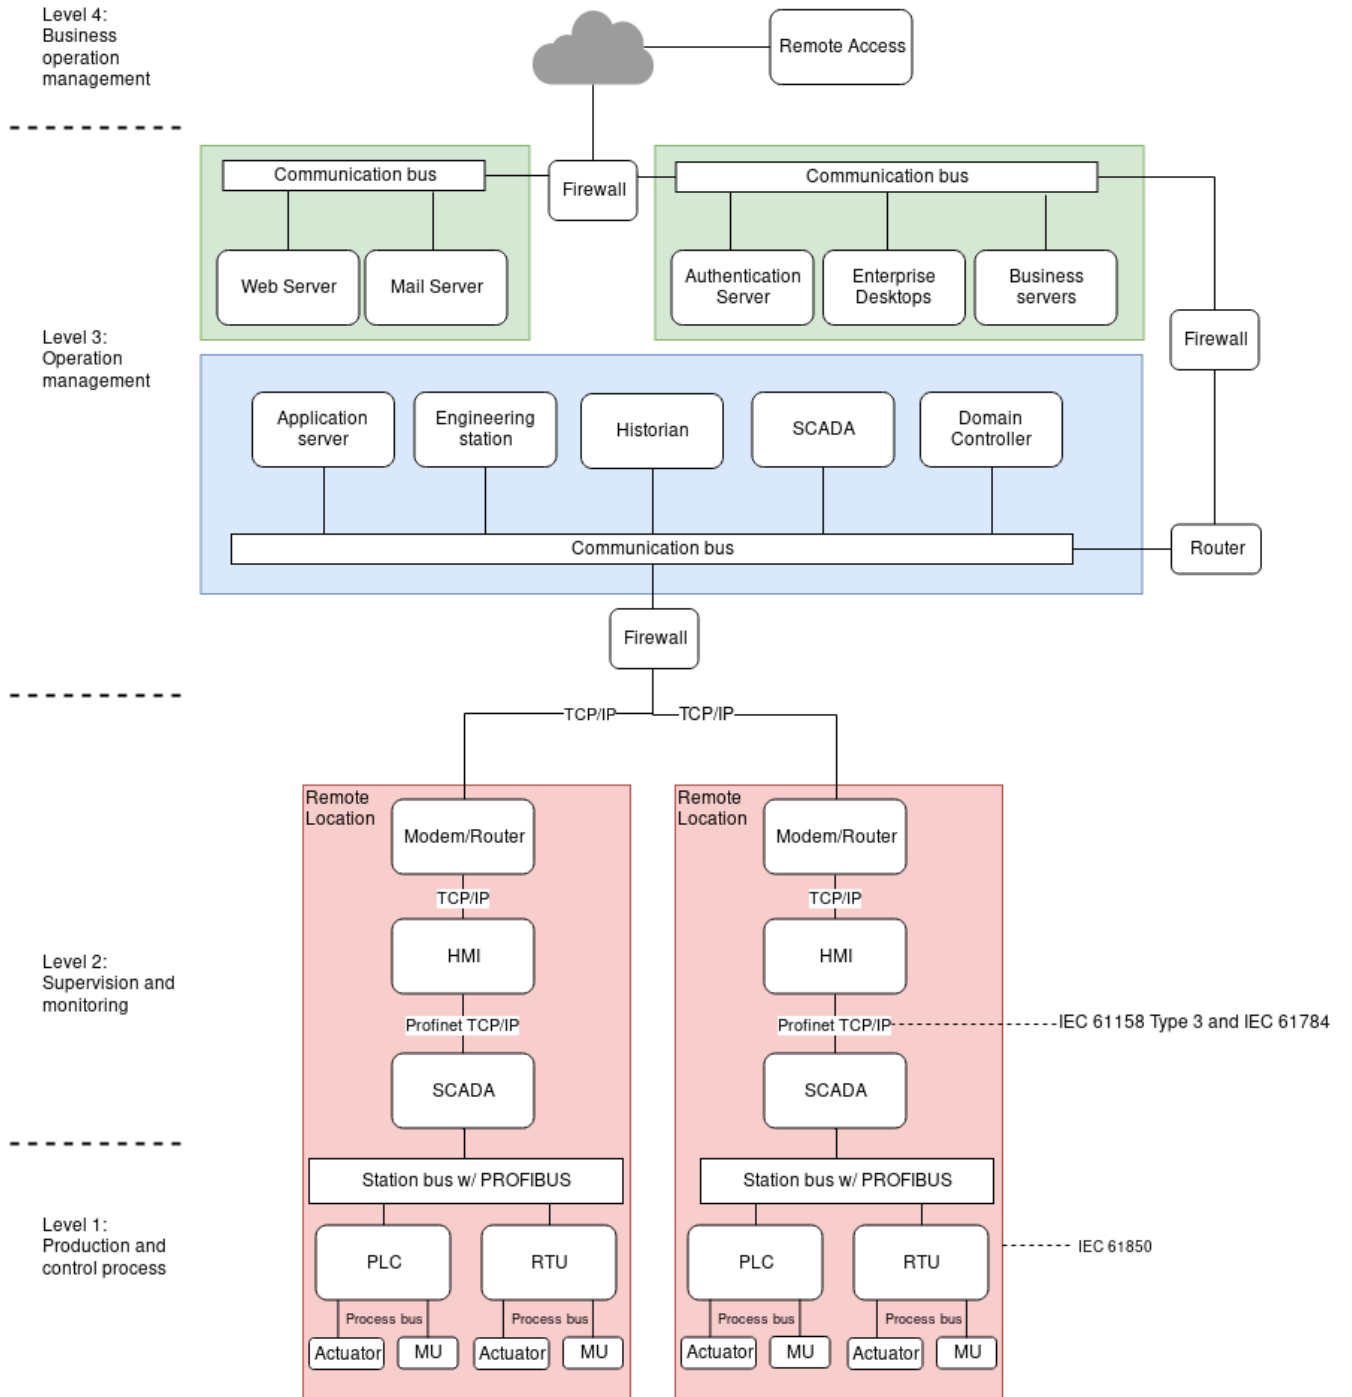 Level 4:
Business
operation
management
Remote Access
Communication bus
Firewall
Communication bus
Web Server
Mail Server
Authentication
Server
Enterprise
Desktops
Business
servers
Level 3:
Operation
management
Firewall
Application
server
Engineering
station
Historian
SCADA
Domain
Controller
Communication bus
Router
Firewall
TCP/IP
TCP/IP
Remote
Location
Modem/Router
Remote
Location
Modem/Router
TCP/IP
TCP/IP
Level 2:
Supervision and
monitoring
HMI
HMI
Profinet TCP/IP
Profinet TCP/IP
IEC 61158 Type 3 and IEC 61784
SCADA
SCADA
Station bus w/ PROFIBUS
Station bus w/ PROFIBUS
Level 1:
Production and
control process
PLC
RTU
PLC
RTU
IEC 61850
Process bus
Process bus
Process bus
Process bus
Actuator
MU
Actuator
MU
Actuator
MU
Actuator
MU